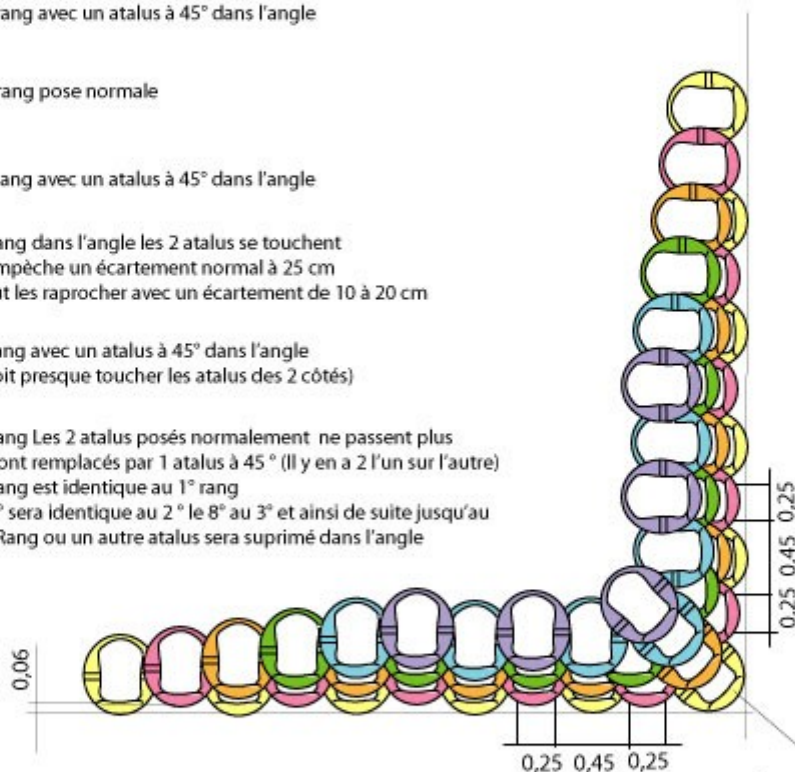 rang avec un atalus à 45° dans l'angle
rang pose normale
ang avec un atalus à 45° dans l'angle
ang dans l'angle les 2 atalus se touchent
mpèche un écartement normal à 25 cm
ut les raprocher avec un écartement de 10 à 20 cm
ang avec un atalus à 45° dans l'angle
oit presque toucher les atalus des 2 côtés)
ang Les 2 atalus posés normalement ne passent plus
ont remplacés par 1 atalus à 45 ° (Il y en a 2 l'un sur l'autre)
ang est identique au 1° rang
° sera identique au 2 ° le 8° au 3° et ainsi de suite jusqu'au
Rang ou un autre atalus sera suprimé dans l'angle
0,25
0,45
0,25
0,06
0,25 0,45 0,25